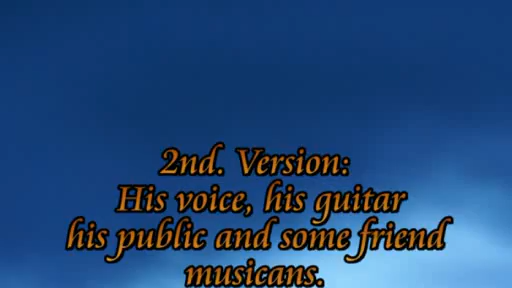 2nd. Version:
His voice, his guitar
his public and some friend
musicans.